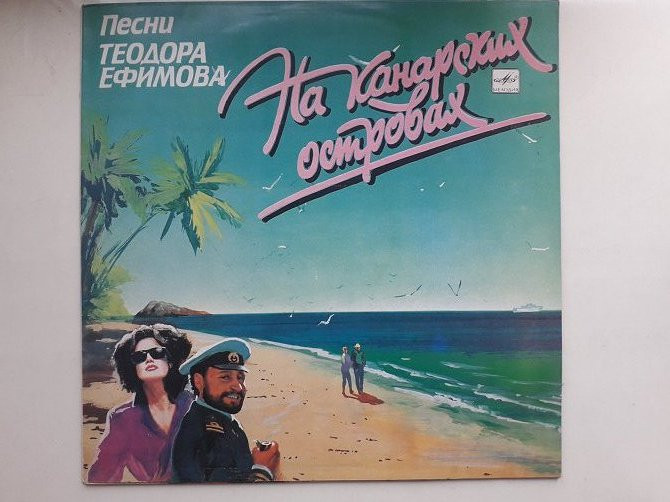 Песни
ТЕОДОРА
ЕФИМОВА
На Канарских
островах
МЕЛОДИЯ